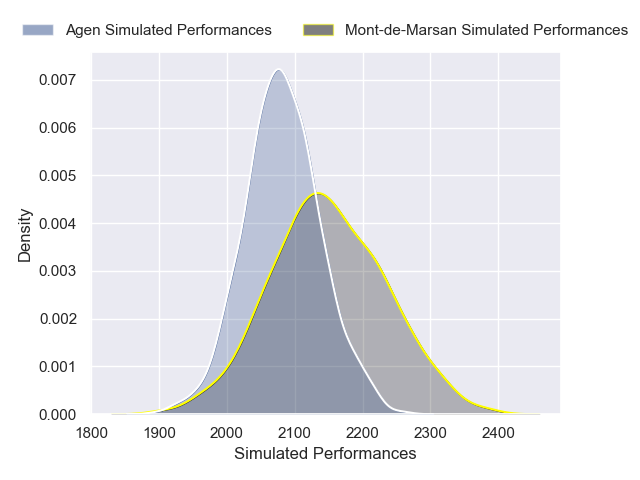 Agen Simulated Performances
Mont-de-Marsan Simulated Performances
0.007
0.006
0.005
0.004
0.003
0.002
0.001
0.000
Density
1800 1900 2000 2100 2200 2300 2400
Simulated Performances